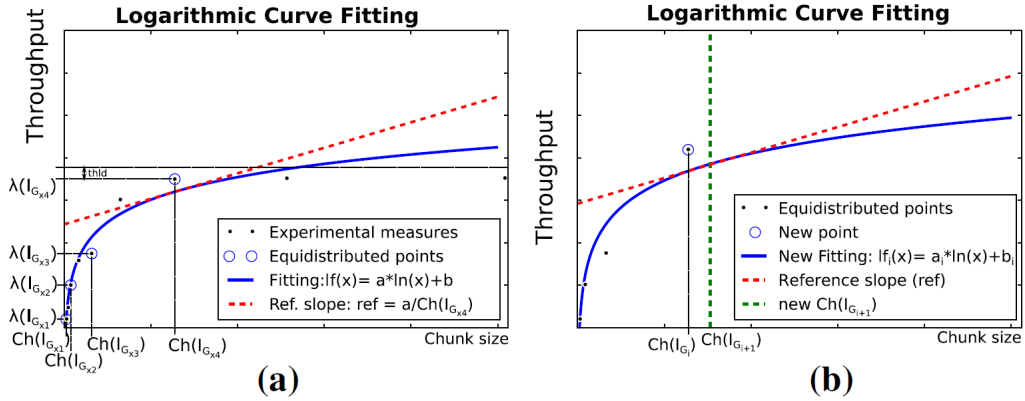 Logarithmic Curve Fitting
Throughput
thld
λ(I_Gx4)
λ(I_Gx3)
λ(I_Gx2)
λ(I_Gx1)
Experimental measures
Equidistributed points
Fitting:lf(x)= a*ln(x)+b
Ref. slope: ref = a/Ch(I_Gx4)
Ch(I_Gx1)
Ch(I_Gx2)
Ch(I_Gx3)
Ch(I_Gx4)
Chunk size
(a)
Logarithmic Curve Fitting
Throughput
Equidistributed points
New point
New Fitting: lf_i(x)= a_i*ln(x)+b_i
Reference slope (ref)
new Ch(I_Gi+1)
Ch(I_Gi)
Ch(I_Gi+1)
Chunk size
(b)